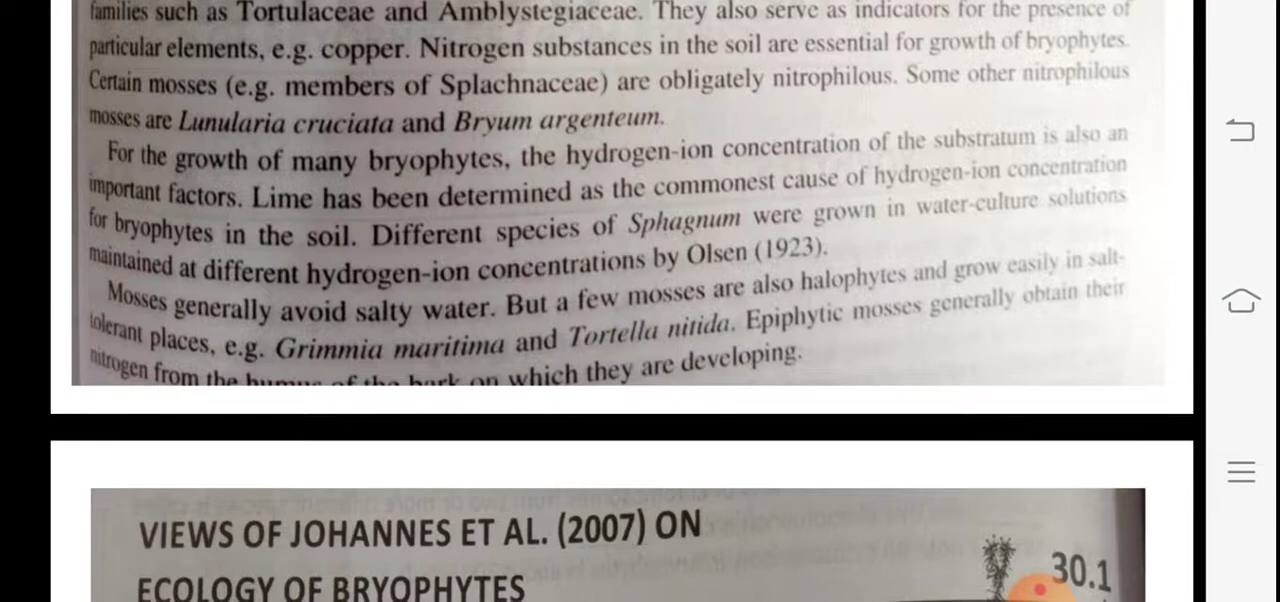 families such as Tortulaceae and Amblystegiaceae. They also serve as indicators for the presence of
particular elements, e.g. copper. Nitrogen substances in the soil are essential for growth of bryophytes.
Certain mosses (e.g. members of Splachnaceae) are obligately nitrophilous. Some other nitrophilous
mosses are Lunularia cruciata and Bryum argenteum.
For the growth of many bryophytes, the hydrogen-ion concentration of the substratum is also an
important factors. Lime has been determined as the commonest cause of hydrogen-ion concentration
for bryophytes in the soil. Different species of Sphagnum were grown in water-culture solutions
maintained at different hydrogen-ion concentrations by Olsen (1923).
Mosses generally avoid salty water. But a few mosses are also halophytes and grow easily in salt-
tolerant places, e.g. Grimmia maritima and Tortella nitida. Epiphytic mosses generally obtain their
nitrogen from the humus of the bark on which they are developing.
VIEWS OF JOHANNES ET AL. (2007) ON
ECOLOGY OF BRYOPHYTES
30.1